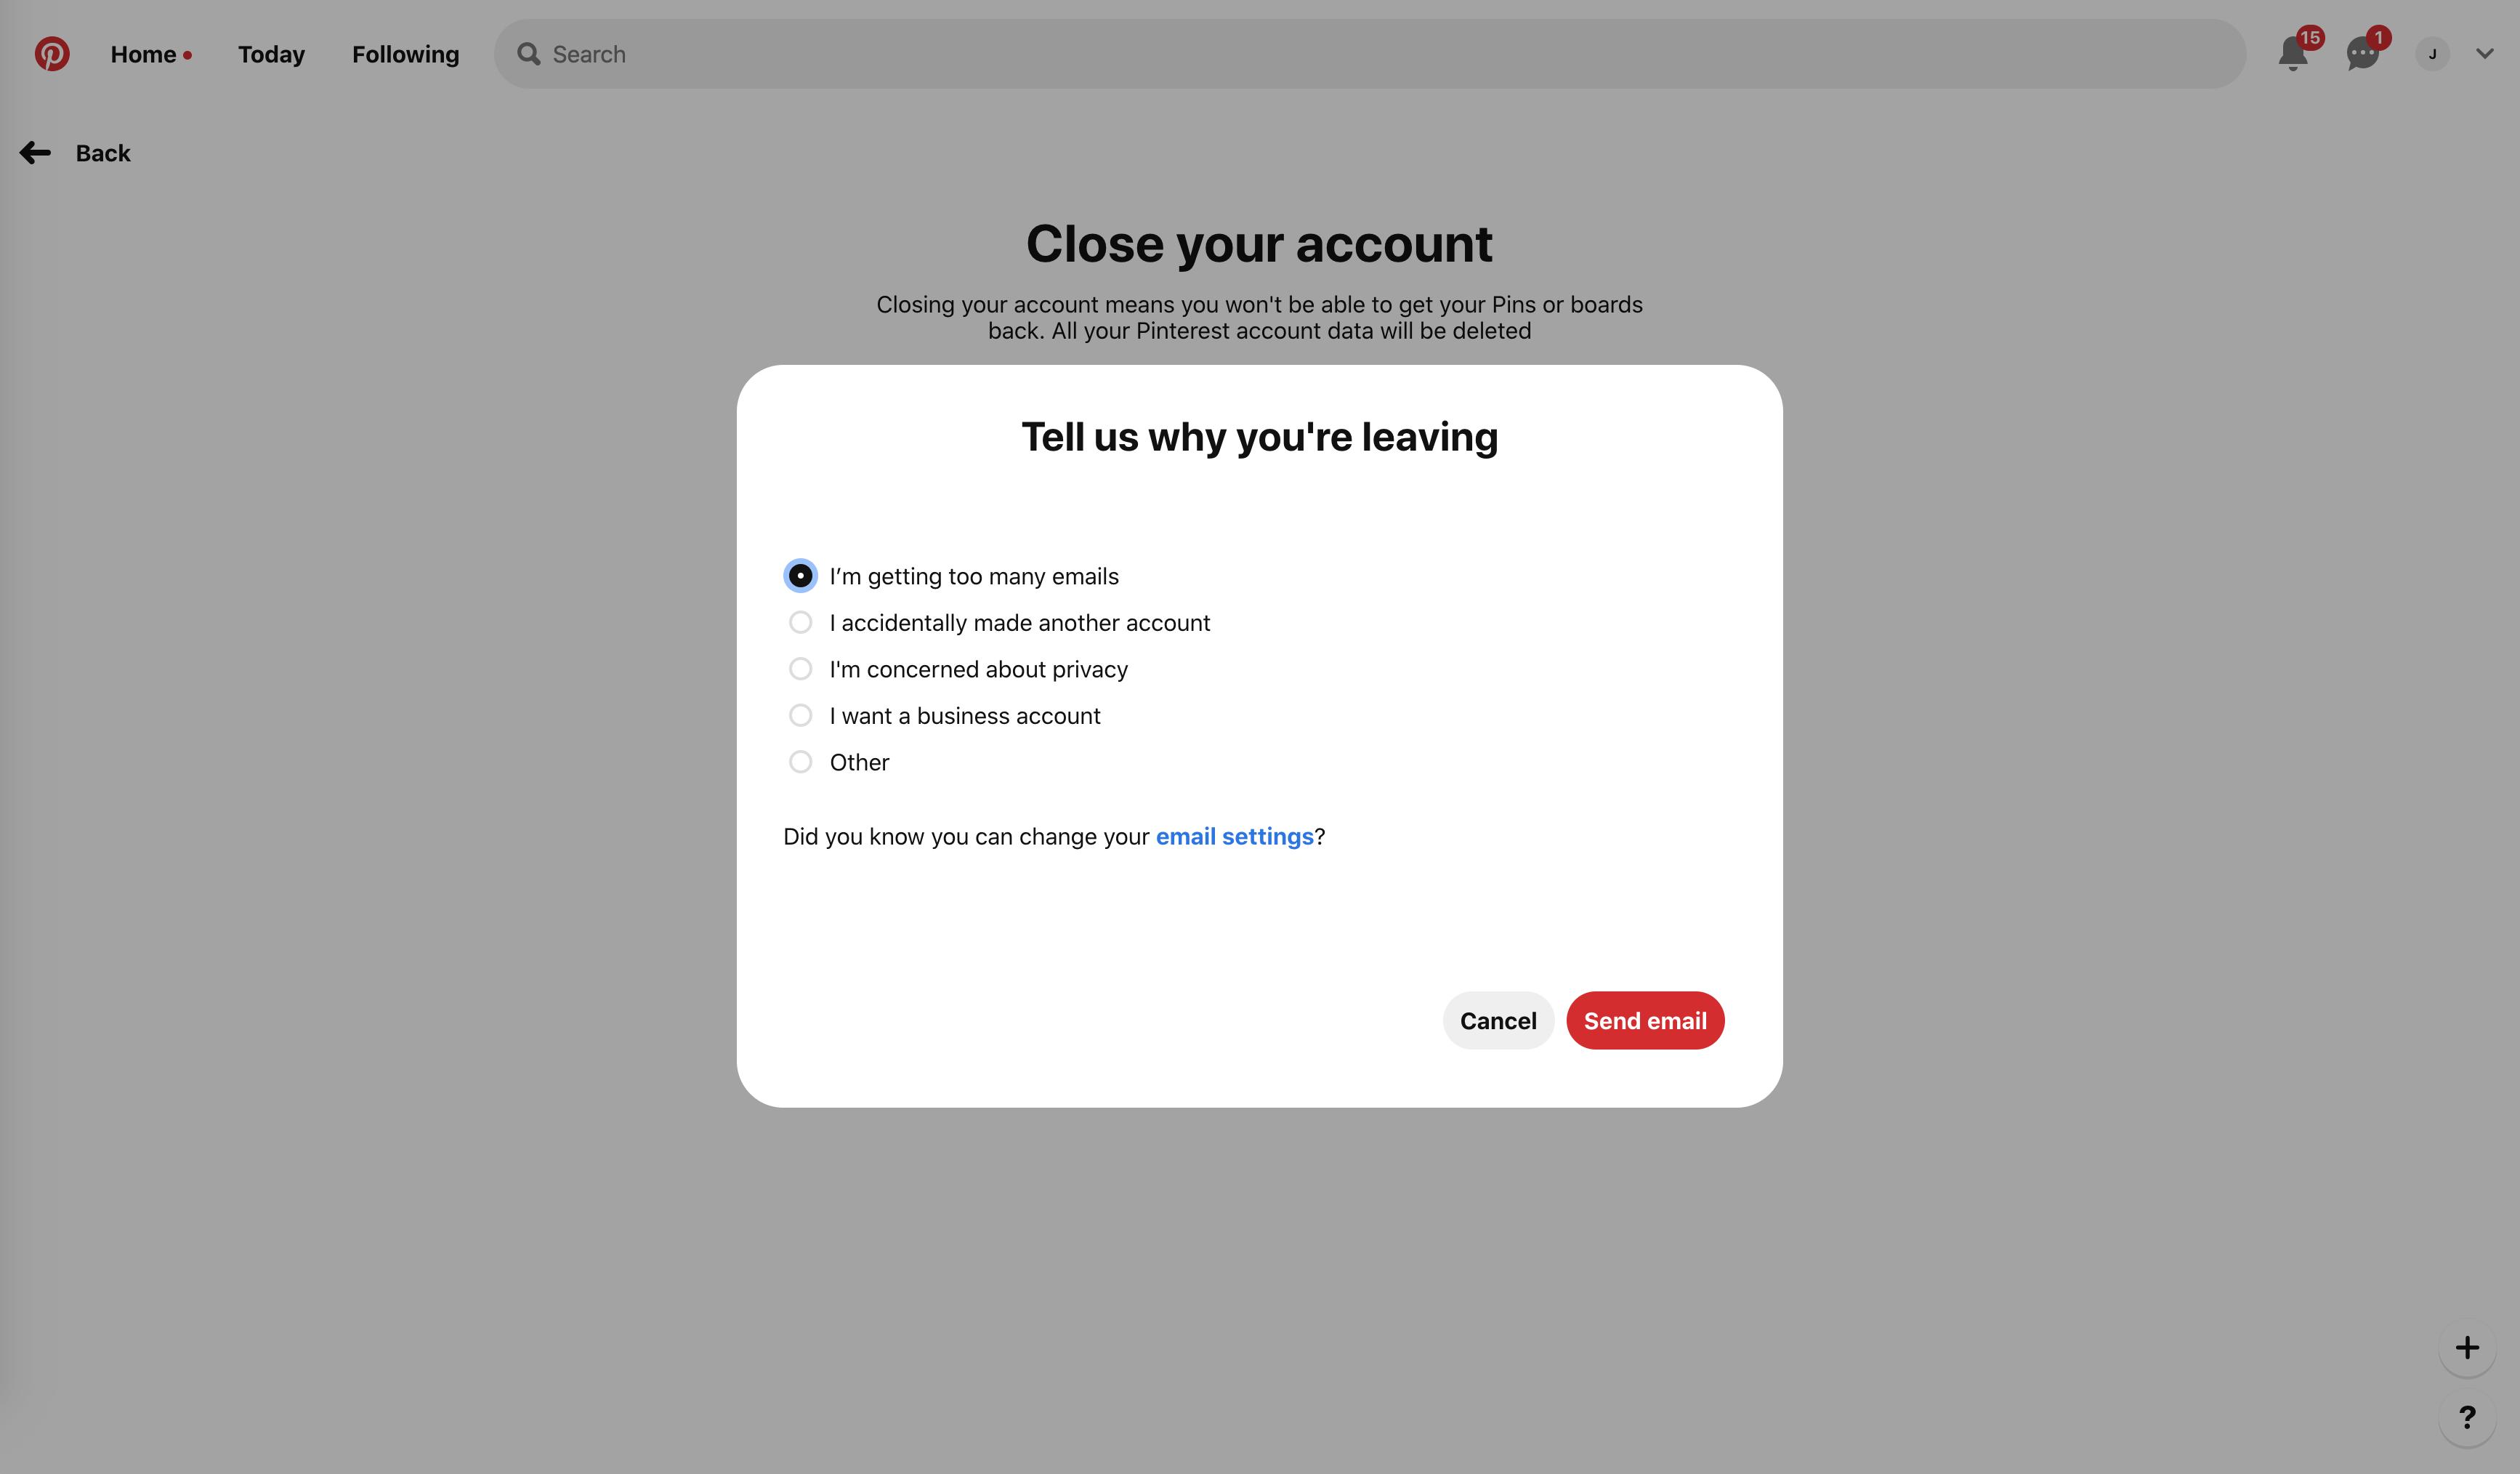 Home Today Following Search 15 1 J
Back
Close your account
Closing your account means you won't be able to get your Pins or boards
back. All your Pinterest account data will be deleted
Tell us why you're leaving
I’m getting too many emails
I accidentally made another account
I'm concerned about privacy
I want a business account
Other
Did you know you can change your email settings?
Cancel Send email
+
?